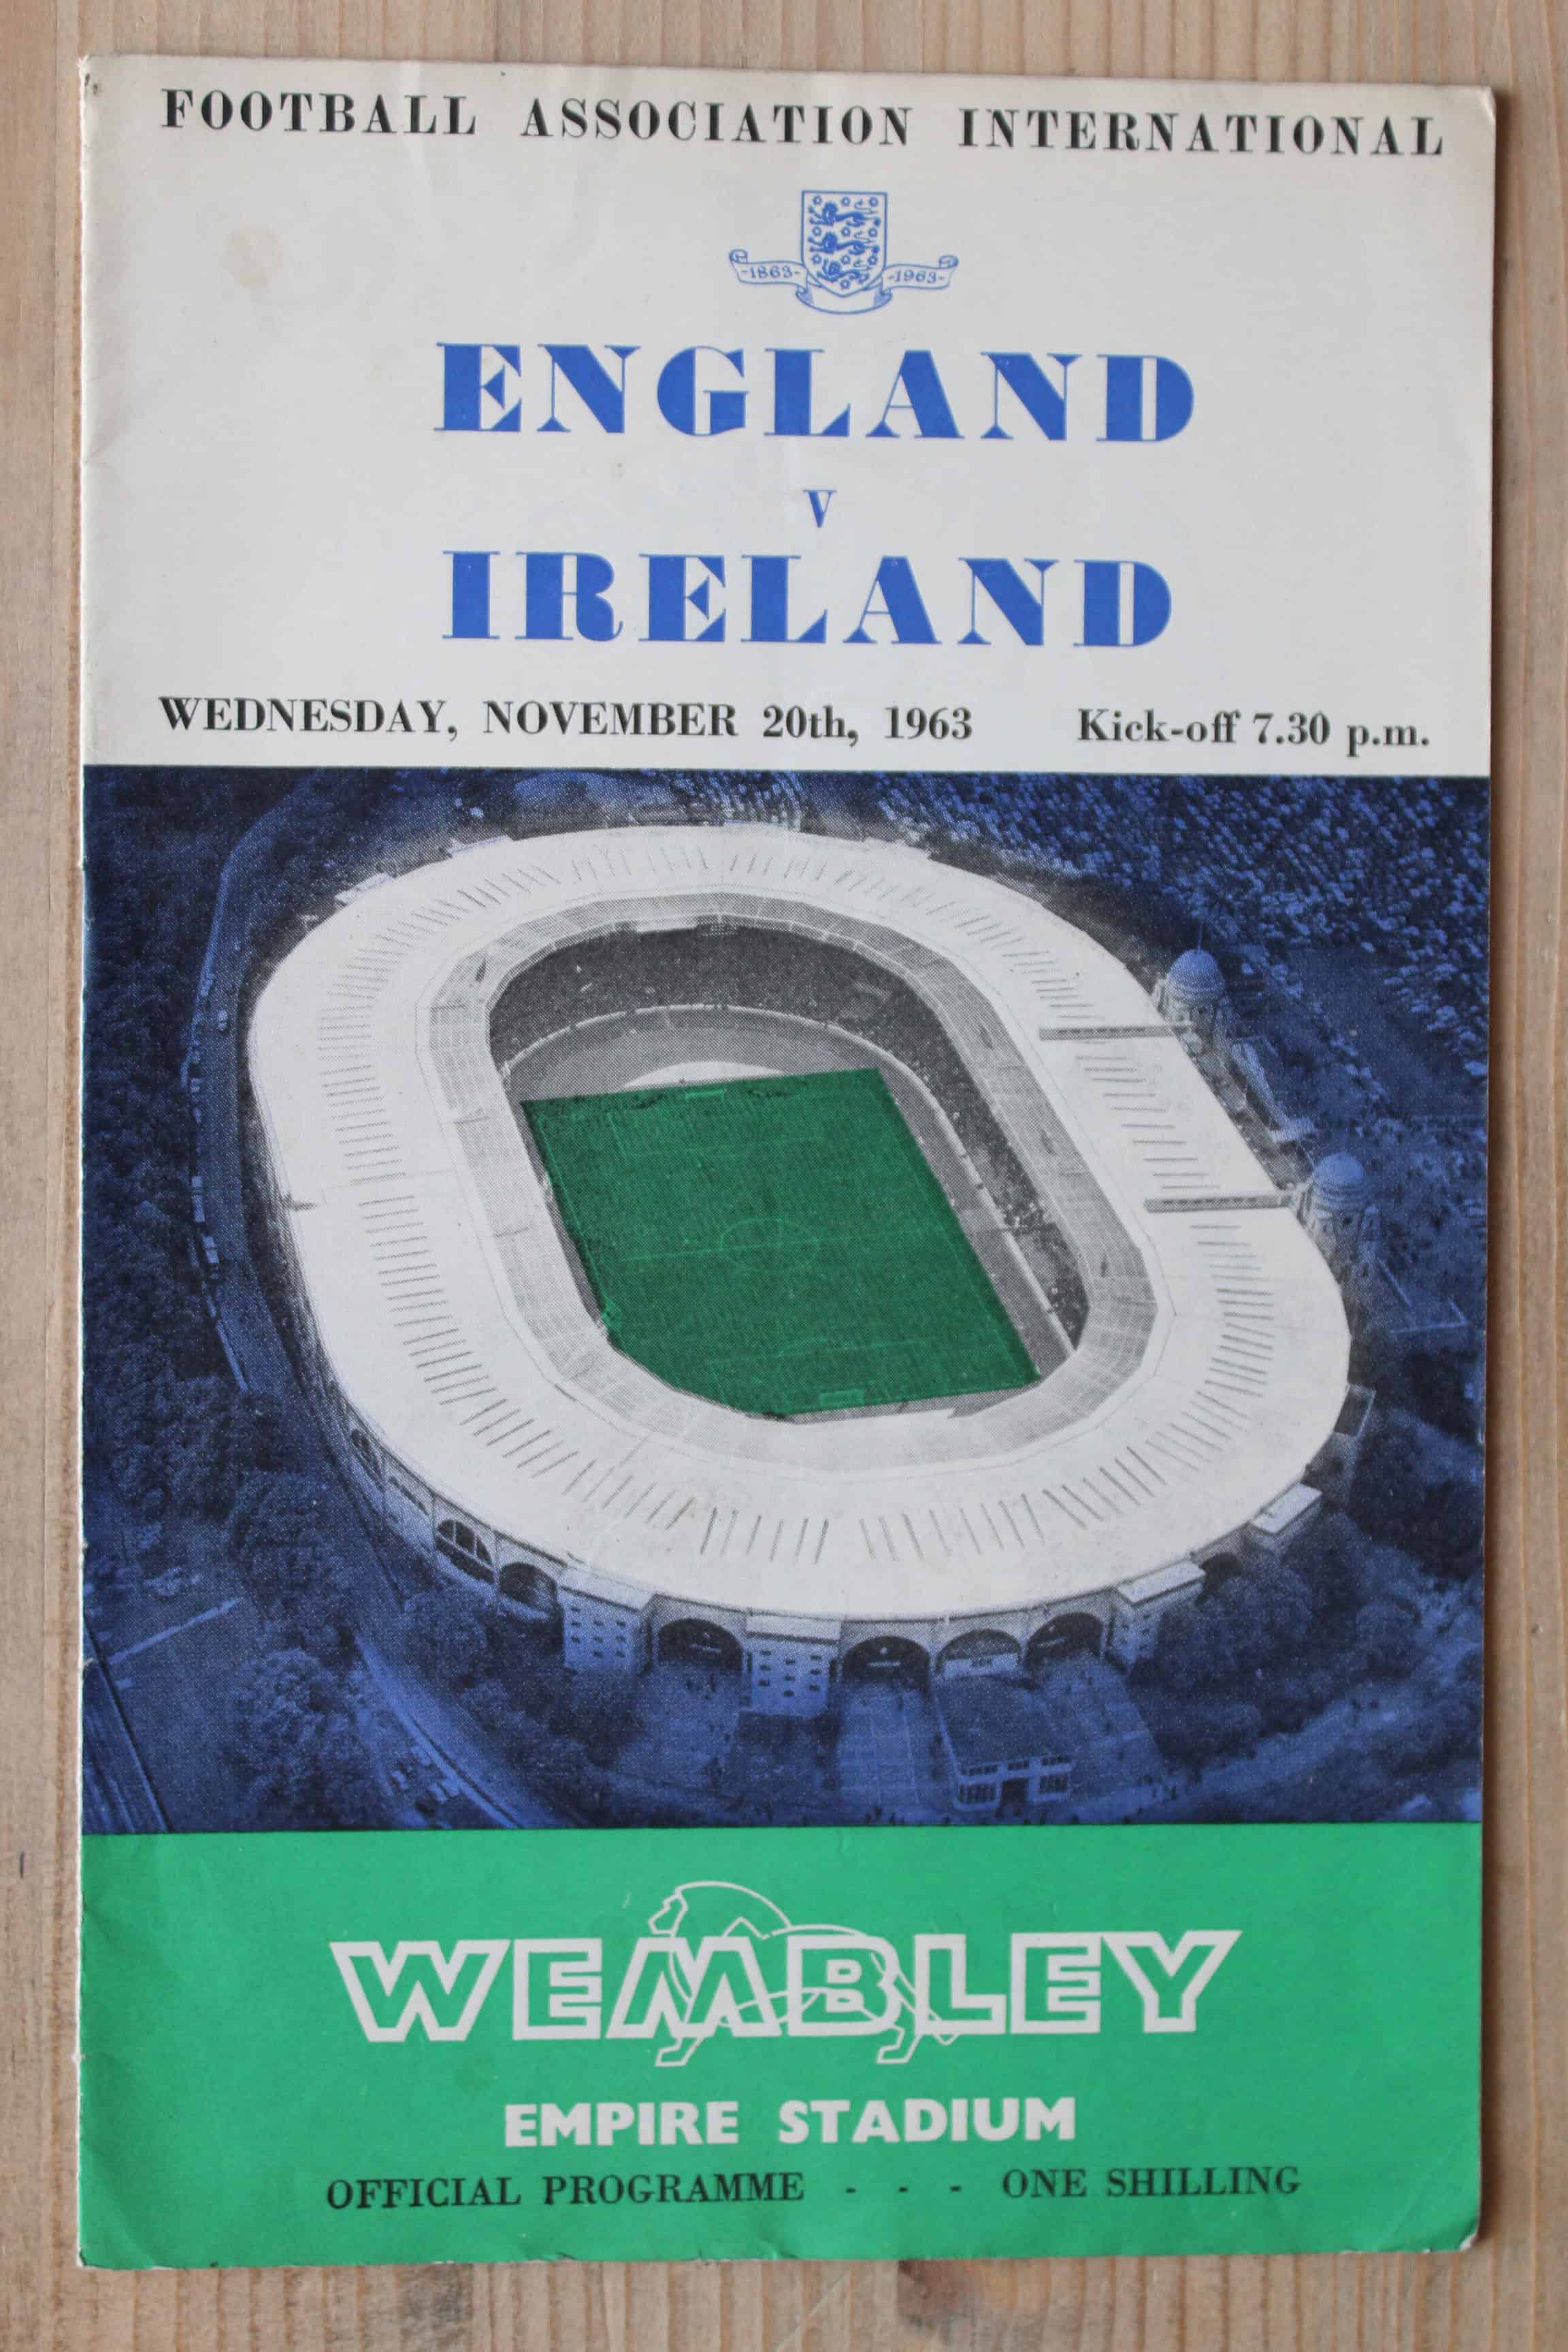 FOOTBALL ASSOCIATION INTERNATIONAL
-1863- -1963-
ENGLAND
V
IRELAND
WEDNESDAY, NOVEMBER 20th, 1963 Kick-off 7.30 p.m.
WEMBLEY
EMPIRE STADIUM
OFFICIAL PROGRAMME - - - ONE SHILLING